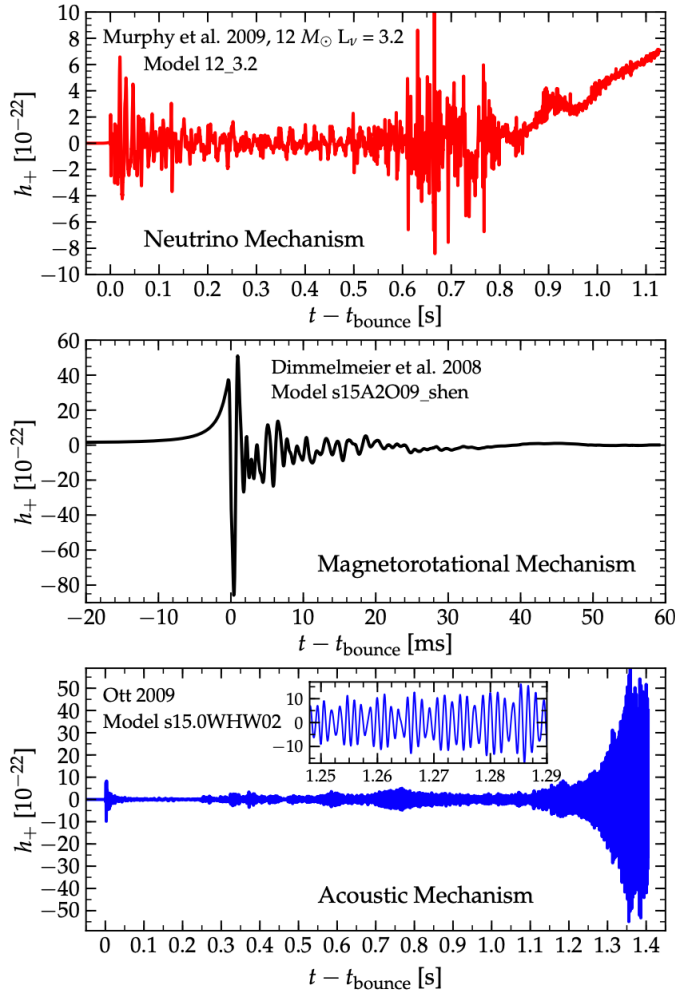 Murphy et al. 2009, 12 M⊙ Lν = 3.2
Model 12_3.2
10
8
6
4
2
0
−2
−4
−6
−8
10
h+ [10−22]
Neutrino Mechanism
0.0 0.1 0.2 0.3 0.4 0.5 0.6 0.7 0.8 0.9 1.0 1.1
t − tbounce [s]
Dimmelmeier et al. 2008
Model s15A2O09_shen
60
40
20
0
−20
−40
−60
−80
h+ [10−22]
Magnetorotational Mechanism
−20 −10 0 10 20 30 40 50 60
t − tbounce [ms]
Ott 2009
Model s15.0WHW02
50
40
30
20
10
0
−10
−20
−30
−40
−50
h+ [10−22]
10
0
−10
1.25 1.26 1.27 1.28 1.29
Acoustic Mechanism
0 0.1 0.2 0.3 0.4 0.5 0.6 0.7 0.8 0.9 1.0 1.1 1.2 1.3 1.4
t − tbounce [s]